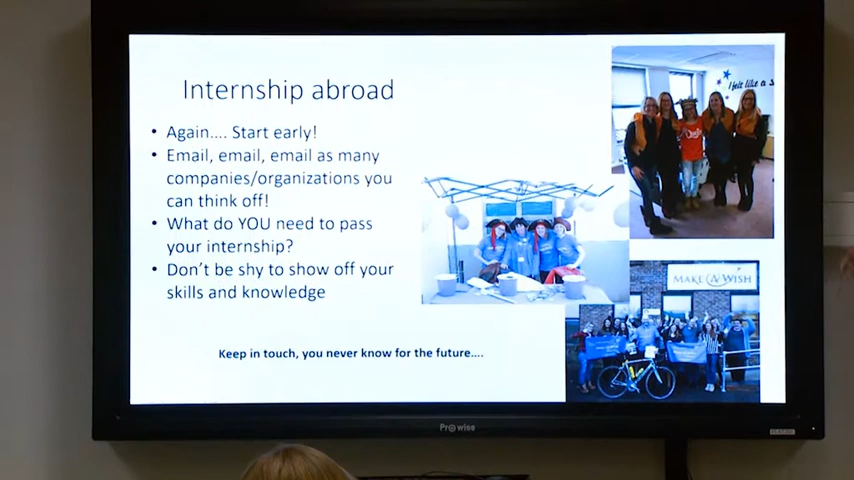 Internship abroad
• Again.... Start early!
• Email, email, email as many
companies/organizations you
can think off!
• What do YOU need to pass
your internship?
• Don't be shy to show off your
skills and knowledge
Keep in touch, you never know for the future....
I felt like a s
MAKE A WISH
Prowise